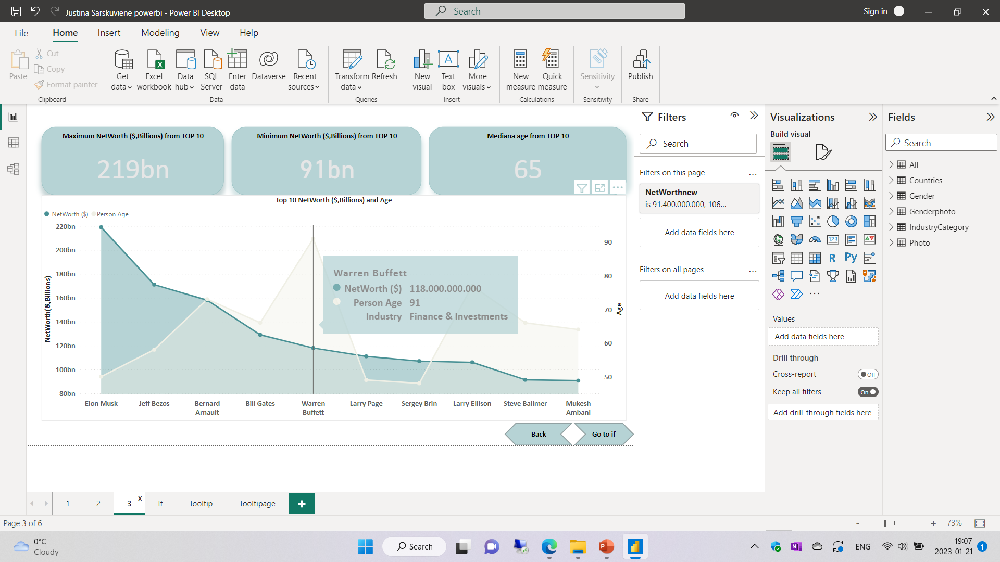 Justina Sarskuviene powerbi - Power BI Desktop
Search
Sign in
File
Home
Insert
Modeling
View
Help
Paste
Cut
Copy
Format painter
Clipboard
Get data
Excel workbook
Data hub
SQL Server
Enter data
Dataverse
Recent sources
Data
Transform data
Refresh
Queries
New visual
Text box
More visuals
Insert
New measure
Quick measure
Calculations
Sensitivity
Sensitivity
Publish
Share
Maximum NetWorth ($,Billions) from TOP 10
219bn
Minimum NetWorth ($,Billions) from TOP 10
91bn
Mediana age from TOP 10
65
Top 10 NetWorth ($,Billions) and Age
NetWorth ($)
Person Age
NetWorth(&,Billions)
220bn
200bn
180bn
160bn
140bn
120bn
100bn
80bn
90
80
70
60
50
Age
Warren Buffett
NetWorth ($) 118.000.000.000
Person Age 91
Industry Finance & Investments
Elon Musk
Jeff Bezos
Bernard Arnault
Bill Gates
Warren Buffett
Larry Page
Sergey Brin
Larry Ellison
Steve Ballmer
Mukesh Ambani
Back
Go to if
Filters
Search
Filters on this page
...
NetWorthnew
is 91.400.000.000, 106...
Add data fields here
Filters on all pages
...
Add data fields here
Visualizations
Build visual
123
R
Py
...
Values
Add data fields here
Drill through
Cross-report
Off
Keep all filters
On
Add drill-through fields here
Fields
Search
All
Countries
Gender
Genderphoto
IndustryCategory
Photo
1
2
3
x
If
Tooltip
Tooltipage
+
Page 3 of 6
- + 73%
0°C
Cloudy
Search
ENG
19:07
2023-01-21
1